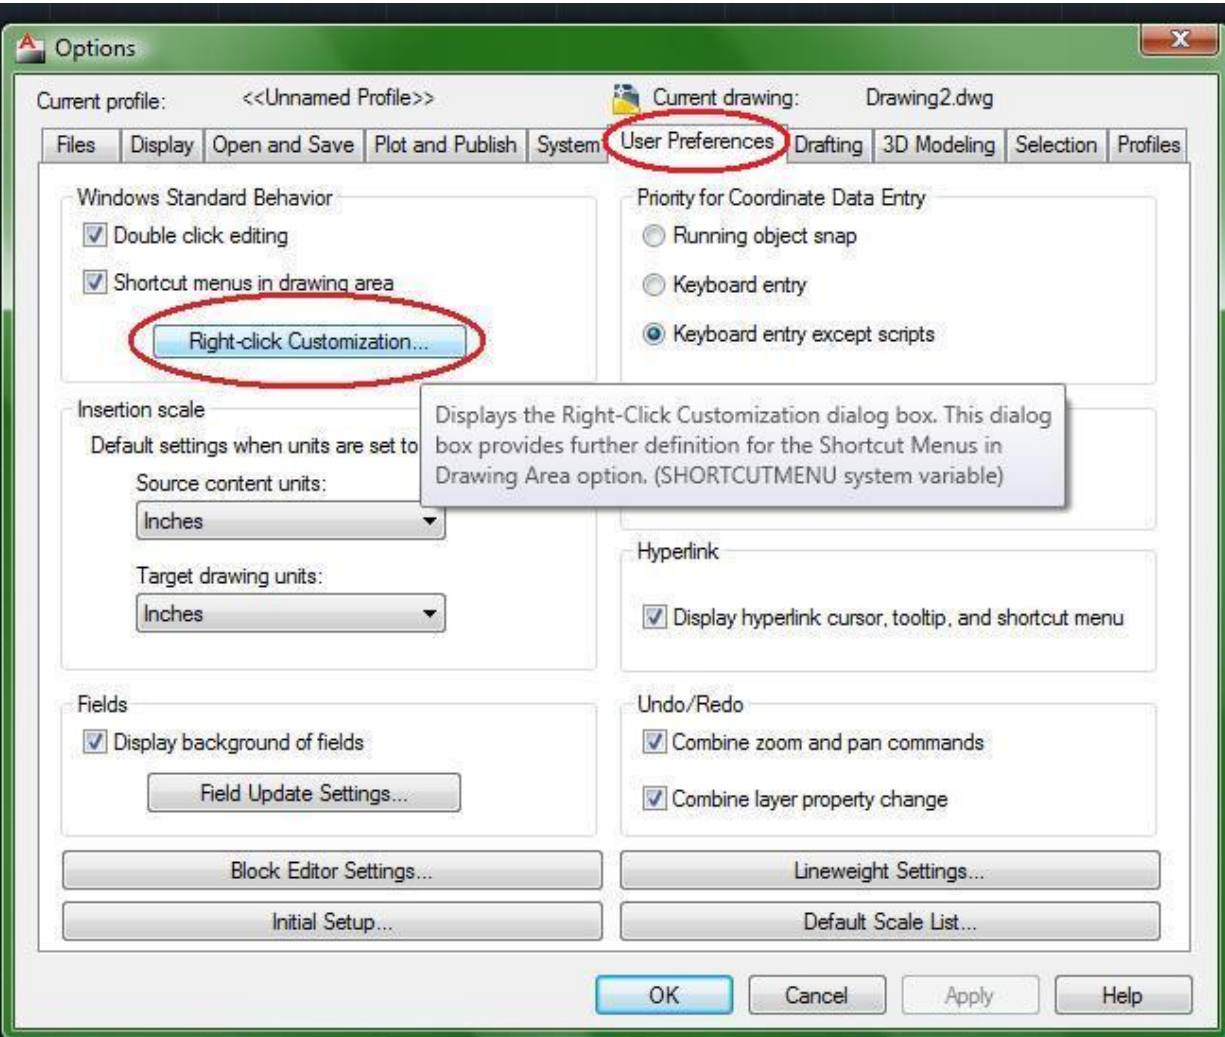 Options
X
Current profile: <<Unnamed Profile>> Current drawing: Drawing2.dwg
Files Display Open and Save Plot and Publish System User Preferences Drafting 3D Modeling Selection Profiles
Windows Standard Behavior
Double click editing
Shortcut menus in drawing area
Right-click Customization...
Priority for Coordinate Data Entry
Running object snap
Keyboard entry
Keyboard entry except scripts
Displays the Right-Click Customization dialog box. This dialog
box provides further definition for the Shortcut Menus in
Drawing Area option. (SHORTCUTMENU system variable)
Insertion scale
Default settings when units are set to
Source content units:
Inches
Target drawing units:
Inches
Hyperlink
Display hyperlink cursor, tooltip, and shortcut menu
Fields
Display background of fields
Field Update Settings...
Undo/Redo
Combine zoom and pan commands
Combine layer property change
Block Editor Settings...
Lineweight Settings...
Initial Setup...
Default Scale List...
OK Cancel Apply Help